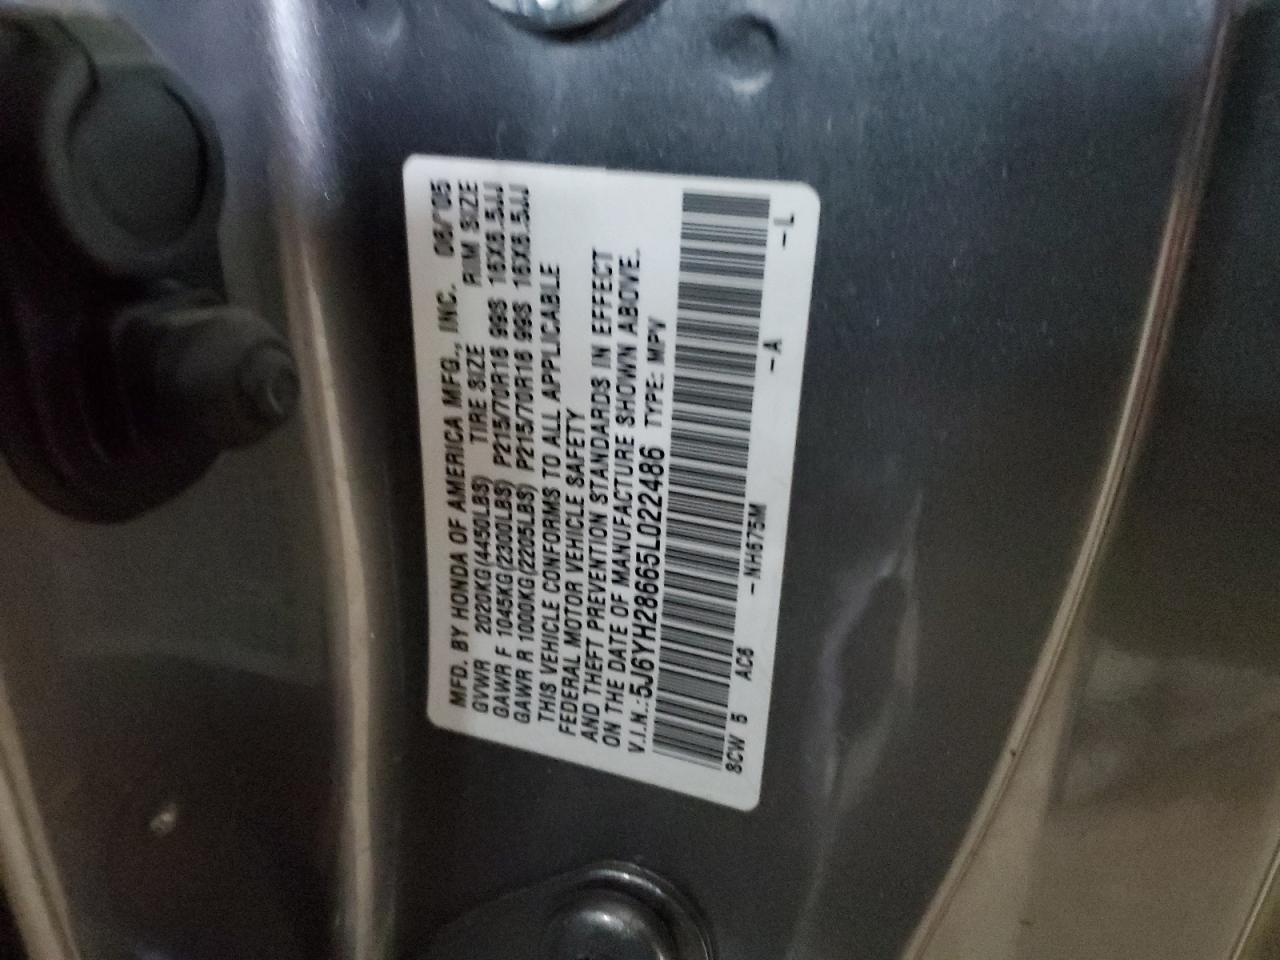 MFD. BY HONDA OF AMERICA MFG., INC. 06/'05
GVWR 2020KG(4450LBS) TIRE SIZE RIM SIZE
GAWR F 1045KG(2300LBS) P215/70R16 99S 16X6.5JJ
GAWR R 1000KG(2205LBS) P215/70R16 99S 16X6.5JJ
THIS VEHICLE CONFORMS TO ALL APPLICABLE
FEDERAL MOTOR VEHICLE SAFETY
AND THEFT PREVENTION STANDARDS IN EFFECT
ON THE DATE OF MANUFACTURE SHOWN ABOVE.
V.I.N.:5J6YH28665L022486 TYPE: MPV
8CW 5 AC6 -NH675M -A -L